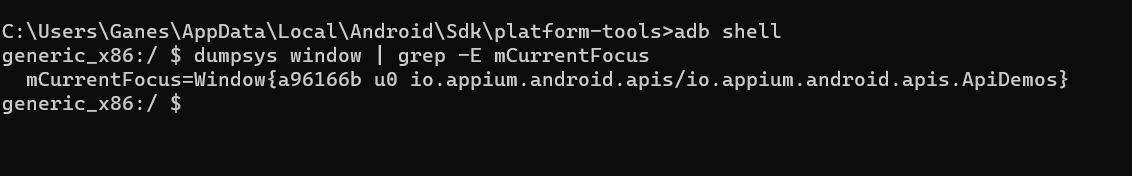 C:\Users\Ganes\AppData\Local\Android\Sdk\platform-tools>adb shell
generic_x86:/ $ dumpsys window | grep -E mCurrentFocus
  mCurrentFocus=Window{a96166b u0 io.appium.android.apis/io.appium.android.apis.ApiDemos}
generic_x86:/ $